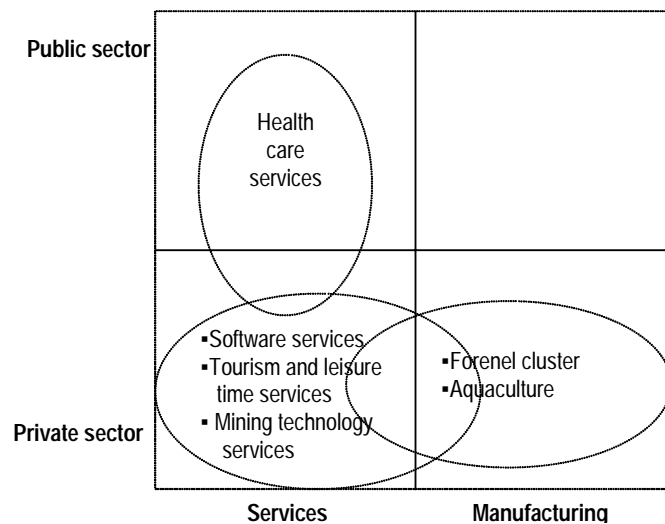 Public sector
Health
care
services
▪Software services
▪Tourism and leisure
time services
▪ Mining technology
services
▪Forenel cluster
▪Aquaculture
Private sector
Services
Manufacturing